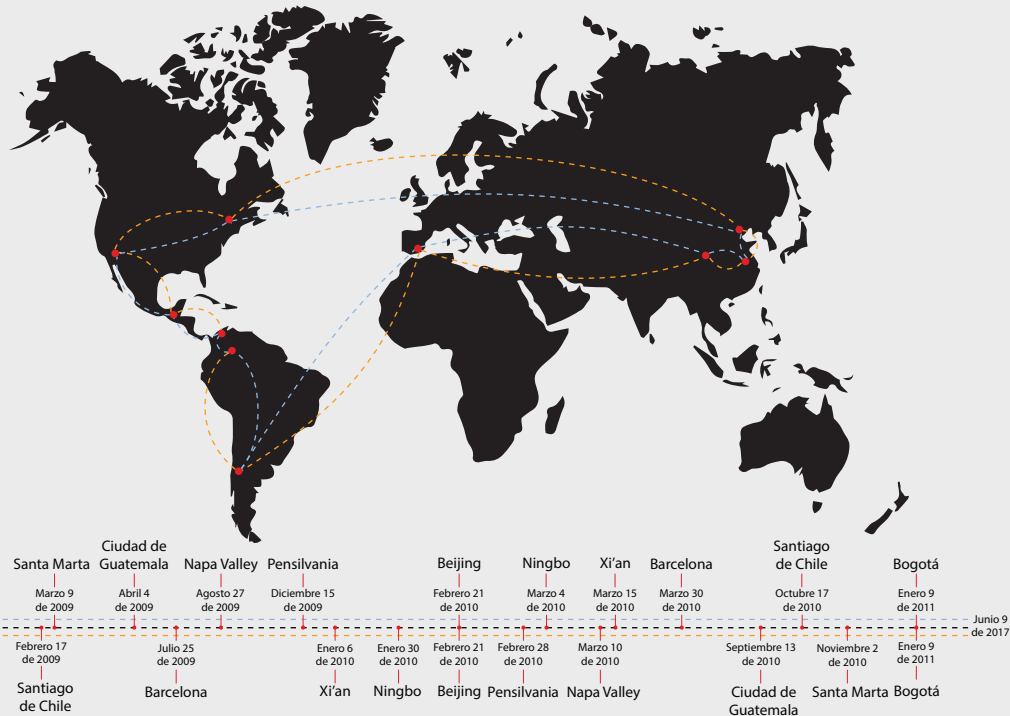 Ciudad de
Santiago
Santa Marta
Guatemala
Napa Valley
Pensilvania
Beijing
Ningbo
Xi'an
Barcelona
de Chile
Bogotá
Marzo 9
de 2009
Abril 4
de 2009
Agosto 27
de 2009
Diciembre 15
de 2009
Febrero 21
de 2010
Marzo 4
de 2010
Marzo 15
de 2010
Marzo 30
de 2010
Octubre 17
de 2010
Enero 9
de 2011
Junio 9
de 2017
Febrero 17
de 2009
Julio 25
de 2009
Enero 6
de 2010
Enero 30
de 2010
Febrero 21
de 2010
Febrero 28
de 2010
Marzo 10
de 2010
Septiembre 13
de 2010
Noviembre 2
de 2010
Enero 9
de 2011
Santiago
de Chile
Barcelona
Xi'an
Ningbo
Beijing
Pensilvania
Napa Valley
Ciudad de
Guatemala
Santa Marta
Bogotá